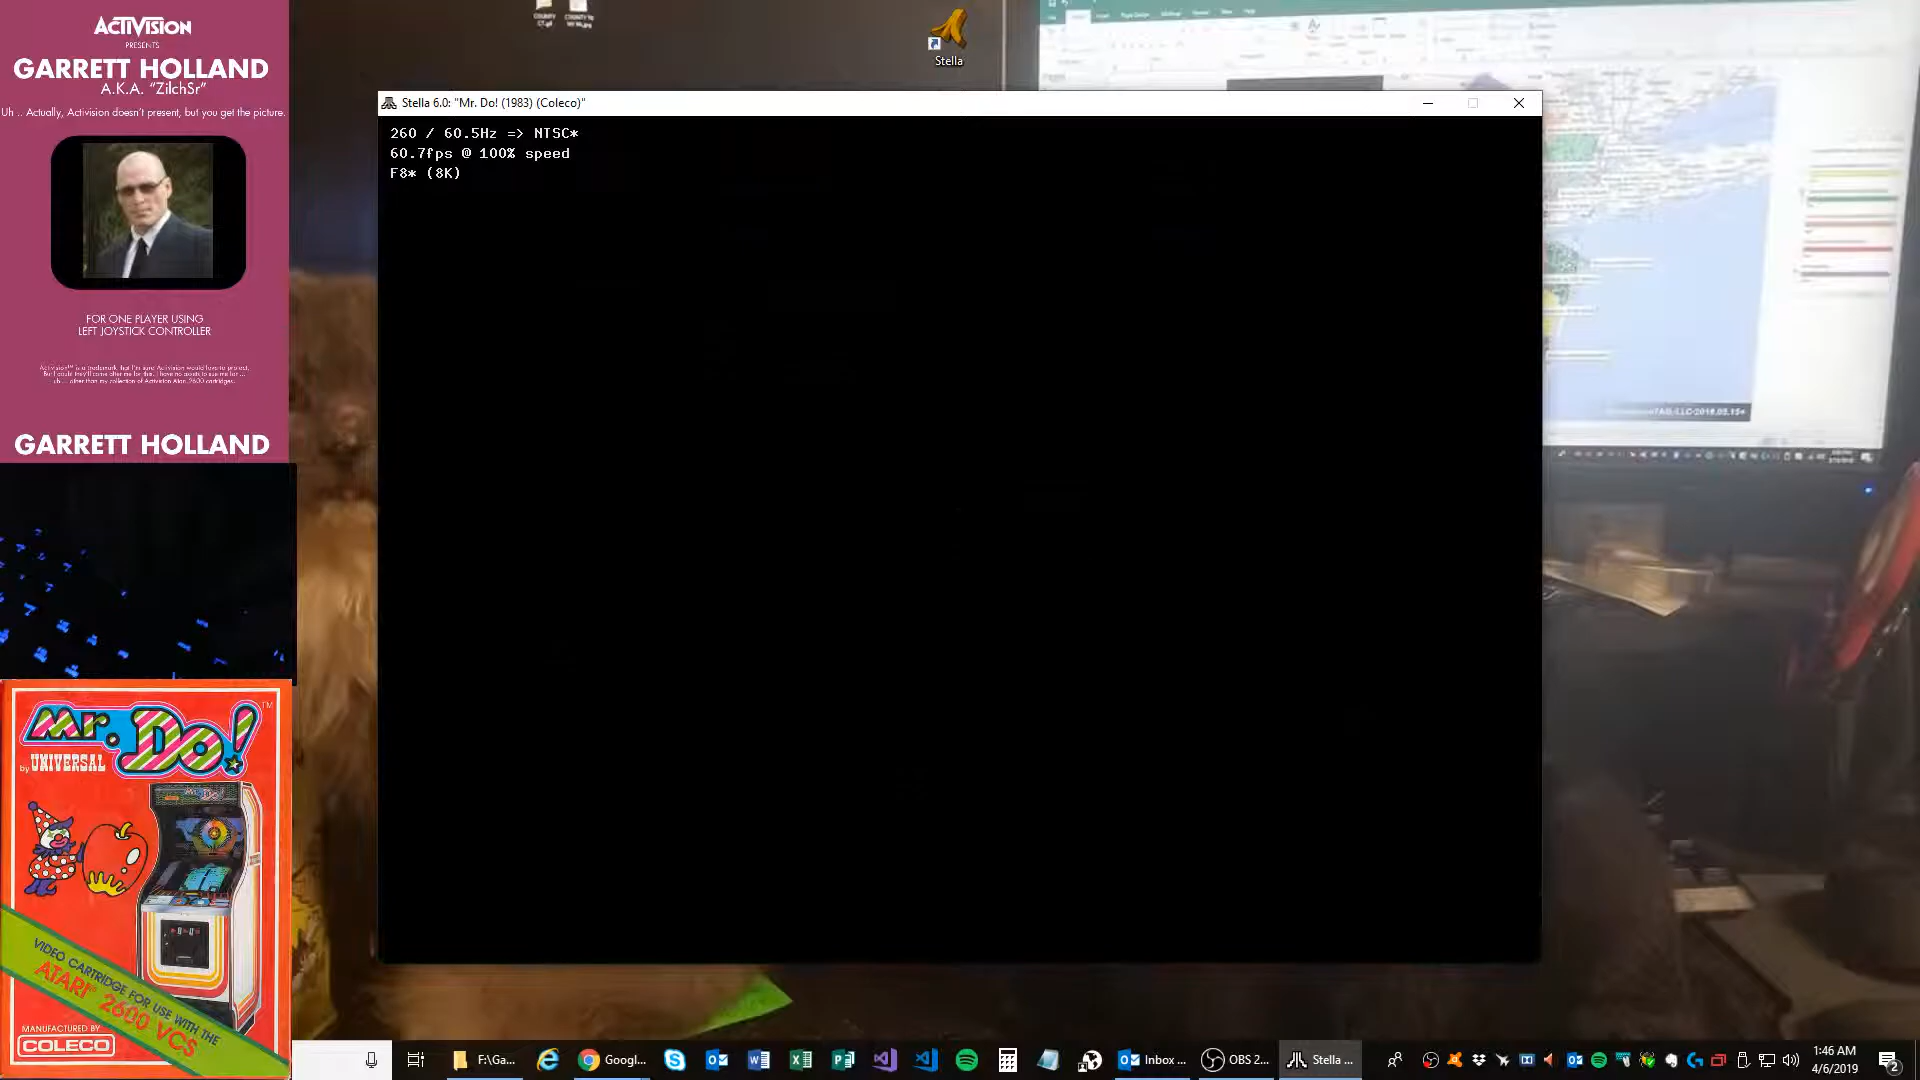 ACTIVISION
PRESENTS
GARRETT HOLLAND
A.K.A. “ZilchSr”
Uh .. Actually, Activision doesn't present, but you get the picture.
FOR ONE PLAYER USING
LEFT JOYSTICK CONTROLLER
GARRETT HOLLAND
Mr. Do!
TM
by UNIVERSAL
VIDEO CARTRIDGE FOR USE WITH THE
ATARI® 2600 VCS
MANUFACTURED BY
COLECO
Stella
Stella 6.0: "Mr. Do! (1983) (Coleco)"
260 / 60.5Hz => NTSC*
60.7fps @ 100% speed
F8* (8K)
F:\Ga...
Googl...
Inbox ...
OBS 2...
Stella ...
1:46 AM
4/6/2019
2